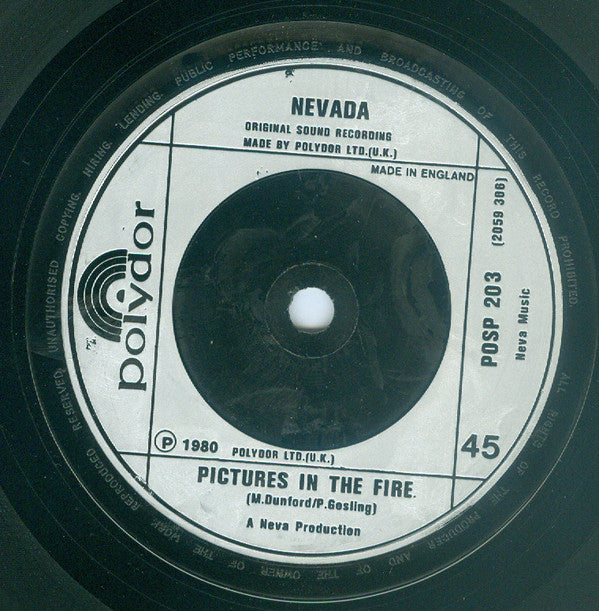 NEVADA
ORIGINAL SOUND RECORDING
MADE BY POLYDOR LTD.(U.K.)
MADE IN ENGLAND
polydor
POSP 203
(2059 306)
Neva Music
Ⓟ 1980 POLYDOR LTD.(U.K.)
45
PICTURES IN THE FIRE.
(M.Dunford/P.Gosling)
A Neva Production
ALL RIGHTS OF THE PRODUCER AND OF THE OWNER OF THE WORK REPRODUCED RESERVED. UNAUTHORISED COPYING, HIRING, LENDING, PUBLIC PERFORMANCE AND BROADCASTING OF THIS RECORD PROHIBITED.